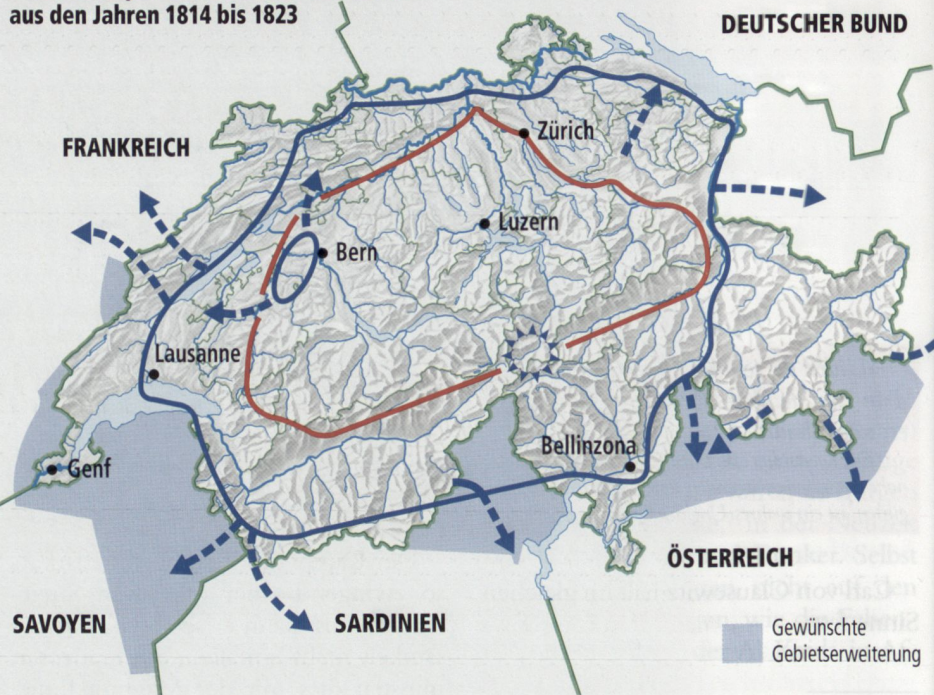 aus den Jahren 1814 bis 1823
DEUTSCHER BUND
FRANKREICH
Zürich
Luzern
Bern
Lausanne
Bellinzona
Genf
ÖSTERREICH
SAVOYEN
SARDINIEN
Gewünschte
Gebietserweiterung